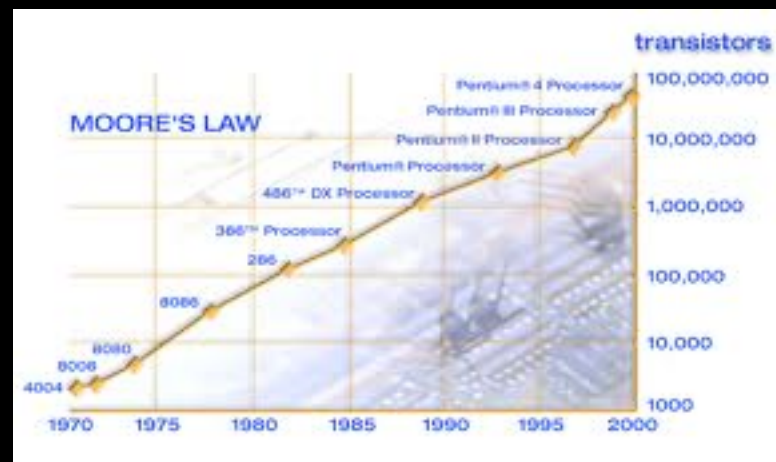 transistors
100,000,000
Pentium® 4 Processor
Pentium® III Processor
MOORE'S LAW
10,000,000
Pentium® II Processor
Pentium® Processor
486™ DX Processor
1,000,000
386™ Processor
286
100,000
8086
8080
10,000
8008
4004
1000
1970 1975 1980 1985 1990 1995 2000